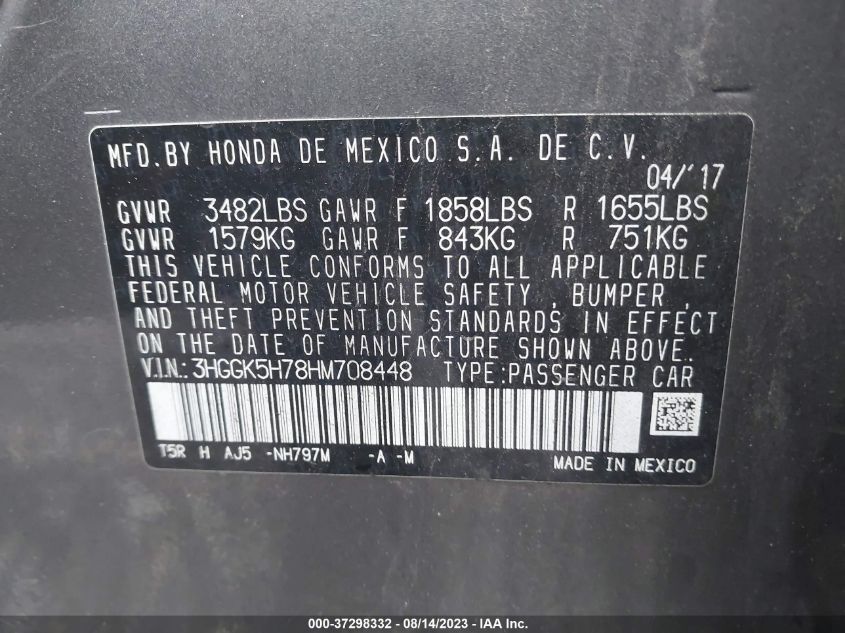 MFD.BY HONDA DE MEXICO S.A. DE C.V.
04/'17
GVWR 3482LBS GAWR F 1858LBS R 1655LBS
GVWR 1579KG GAWR F 843KG R 751KG
THIS VEHICLE CONFORMS TO ALL APPLICABLE
FEDERAL MOTOR VEHICLE SAFETY , BUMPER ,
AND THEFT PREVENTION STANDARDS IN EFFECT
ON THE DATE OF MANUFACTURE SHOWN ABOVE.
V.I.N.: 3HGGK5H78HM708448 TYPE:PASSENGER CAR
T5R H AJ5 -NH797M -A -M
MADE IN MEXICO
000-37298332 - 08/14/2023 - IAA Inc.